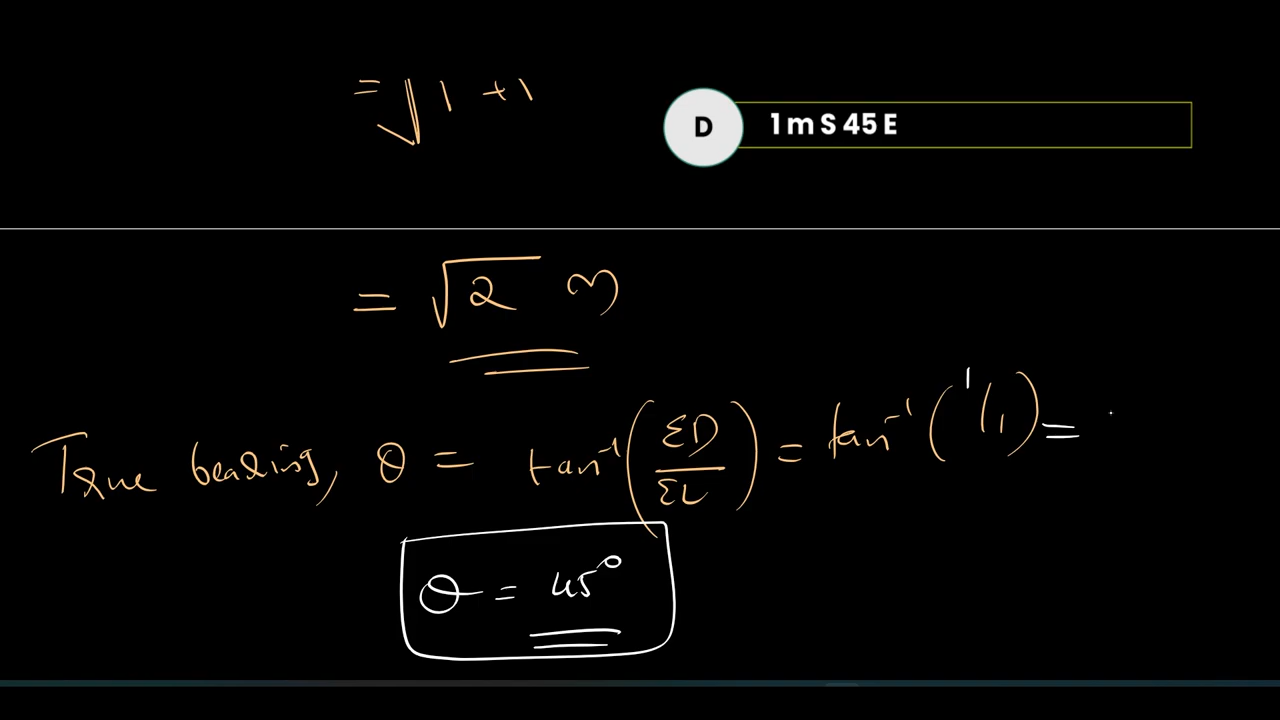 = √1 + 1
D 1 m S 45 E
= √2 m
True bearing, θ = tan⁻¹(ΣD/ΣL) = tan⁻¹(1/1) =
θ = 45°